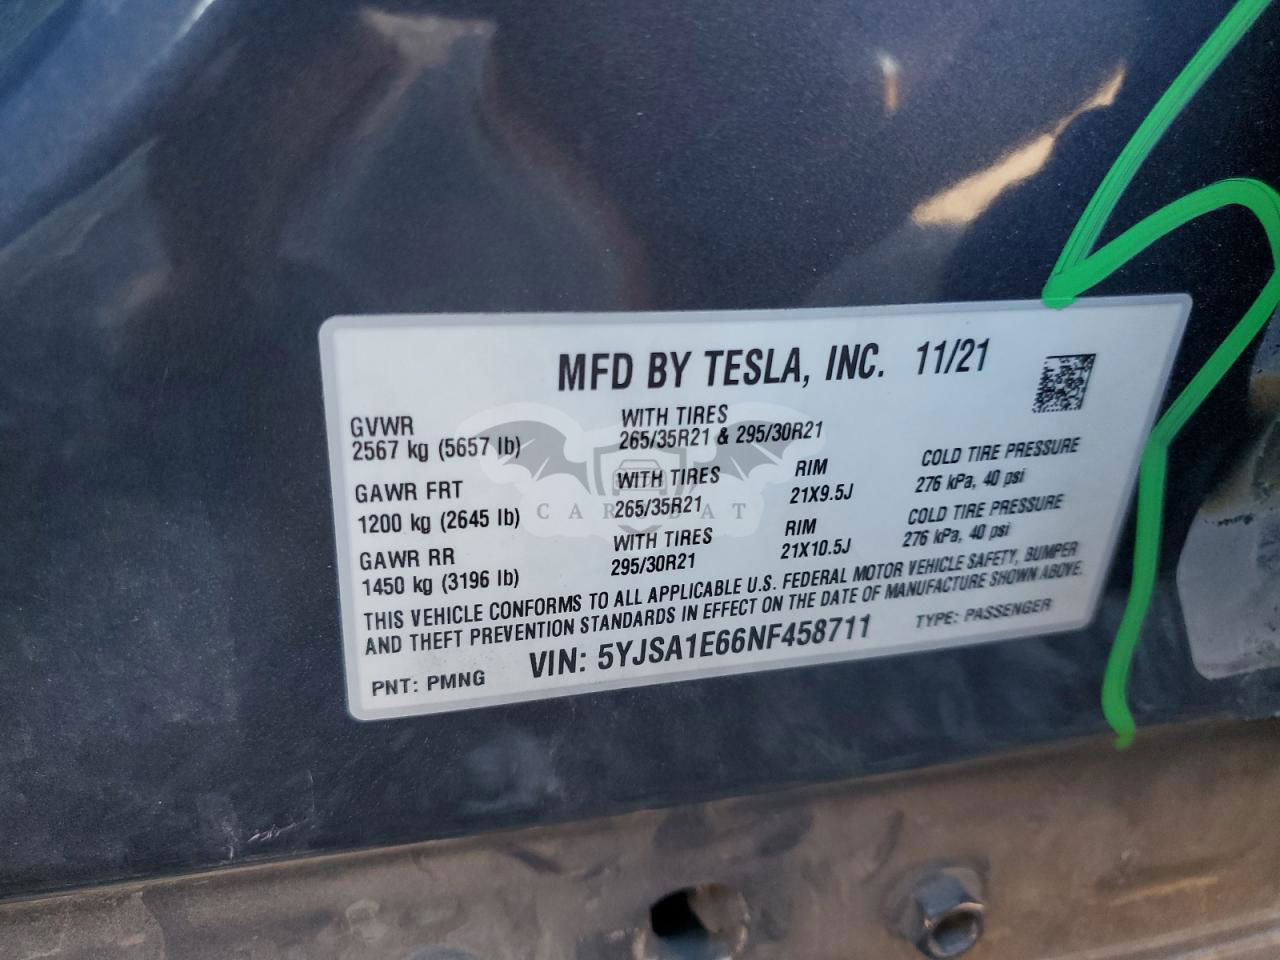 MFD BY TESLA, INC. 11/21
GVWR
2567 kg (5657 lb)
WITH TIRES
265/35R21 & 295/30R21
GAWR FRT
1200 kg (2645 lb)
WITH TIRES
265/35R21
RIM
21X9.5J
COLD TIRE PRESSURE
276 kPa, 40 psi
GAWR RR
1450 kg (3196 lb)
WITH TIRES
295/30R21
RIM
21X10.5J
COLD TIRE PRESSURE
276 kPa, 40 psi
THIS VEHICLE CONFORMS TO ALL APPLICABLE U.S. FEDERAL MOTOR VEHICLE SAFETY, BUMPER
AND THEFT PREVENTION STANDARDS IN EFFECT ON THE DATE OF MANUFACTURE SHOWN ABOVE.
PNT: PMNG
VIN: 5YJSA1E66NF458711
TYPE: PASSENGER